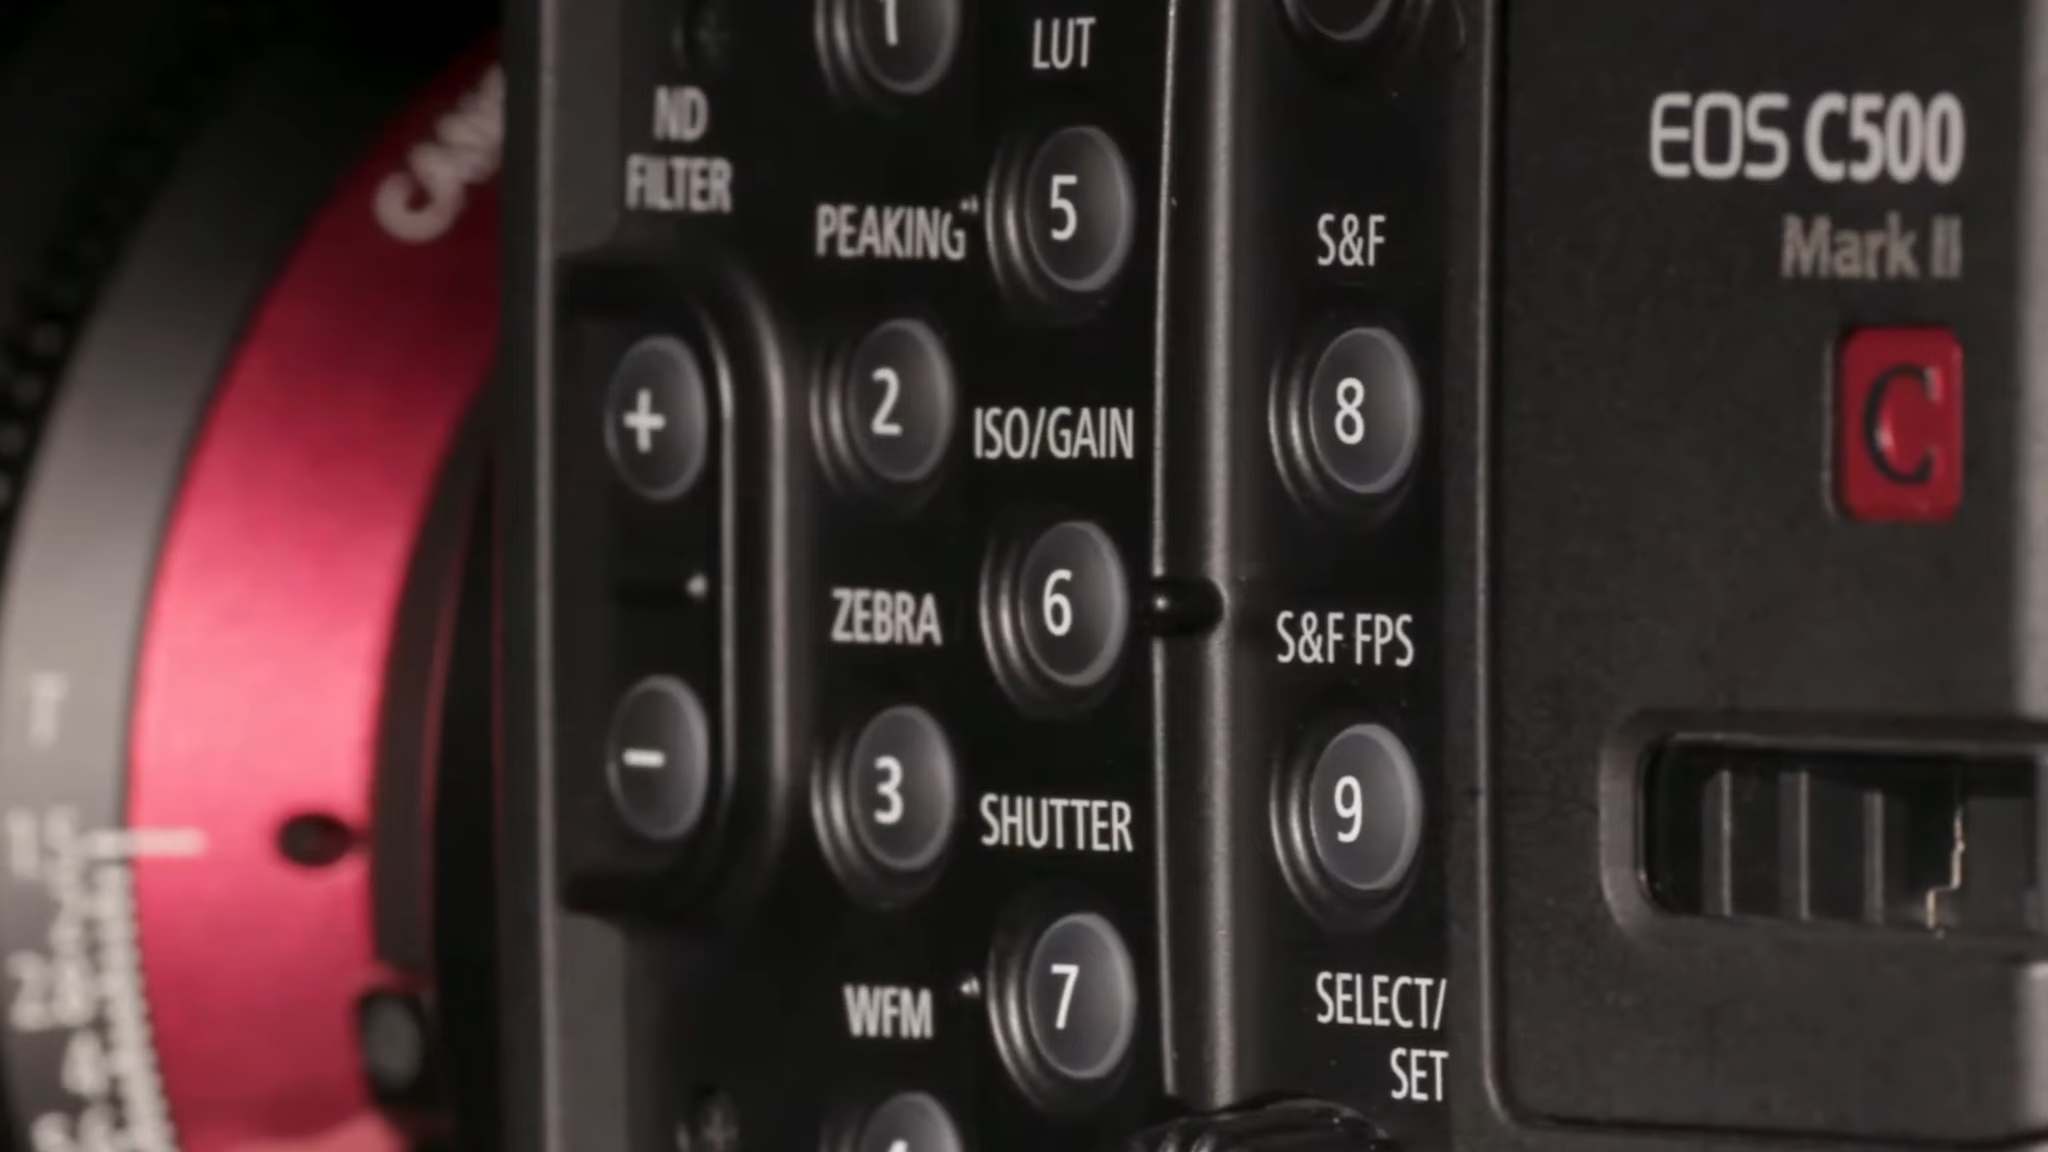 CAN
ND
FILTER
+
-
1
PEAKING
2
ZEBRA
3
WFM
LUT
5
ISO/GAIN
6
SHUTTER
7
S&F
8
S&F FPS
9
SELECT/
SET
EOS C500
Mark II
C